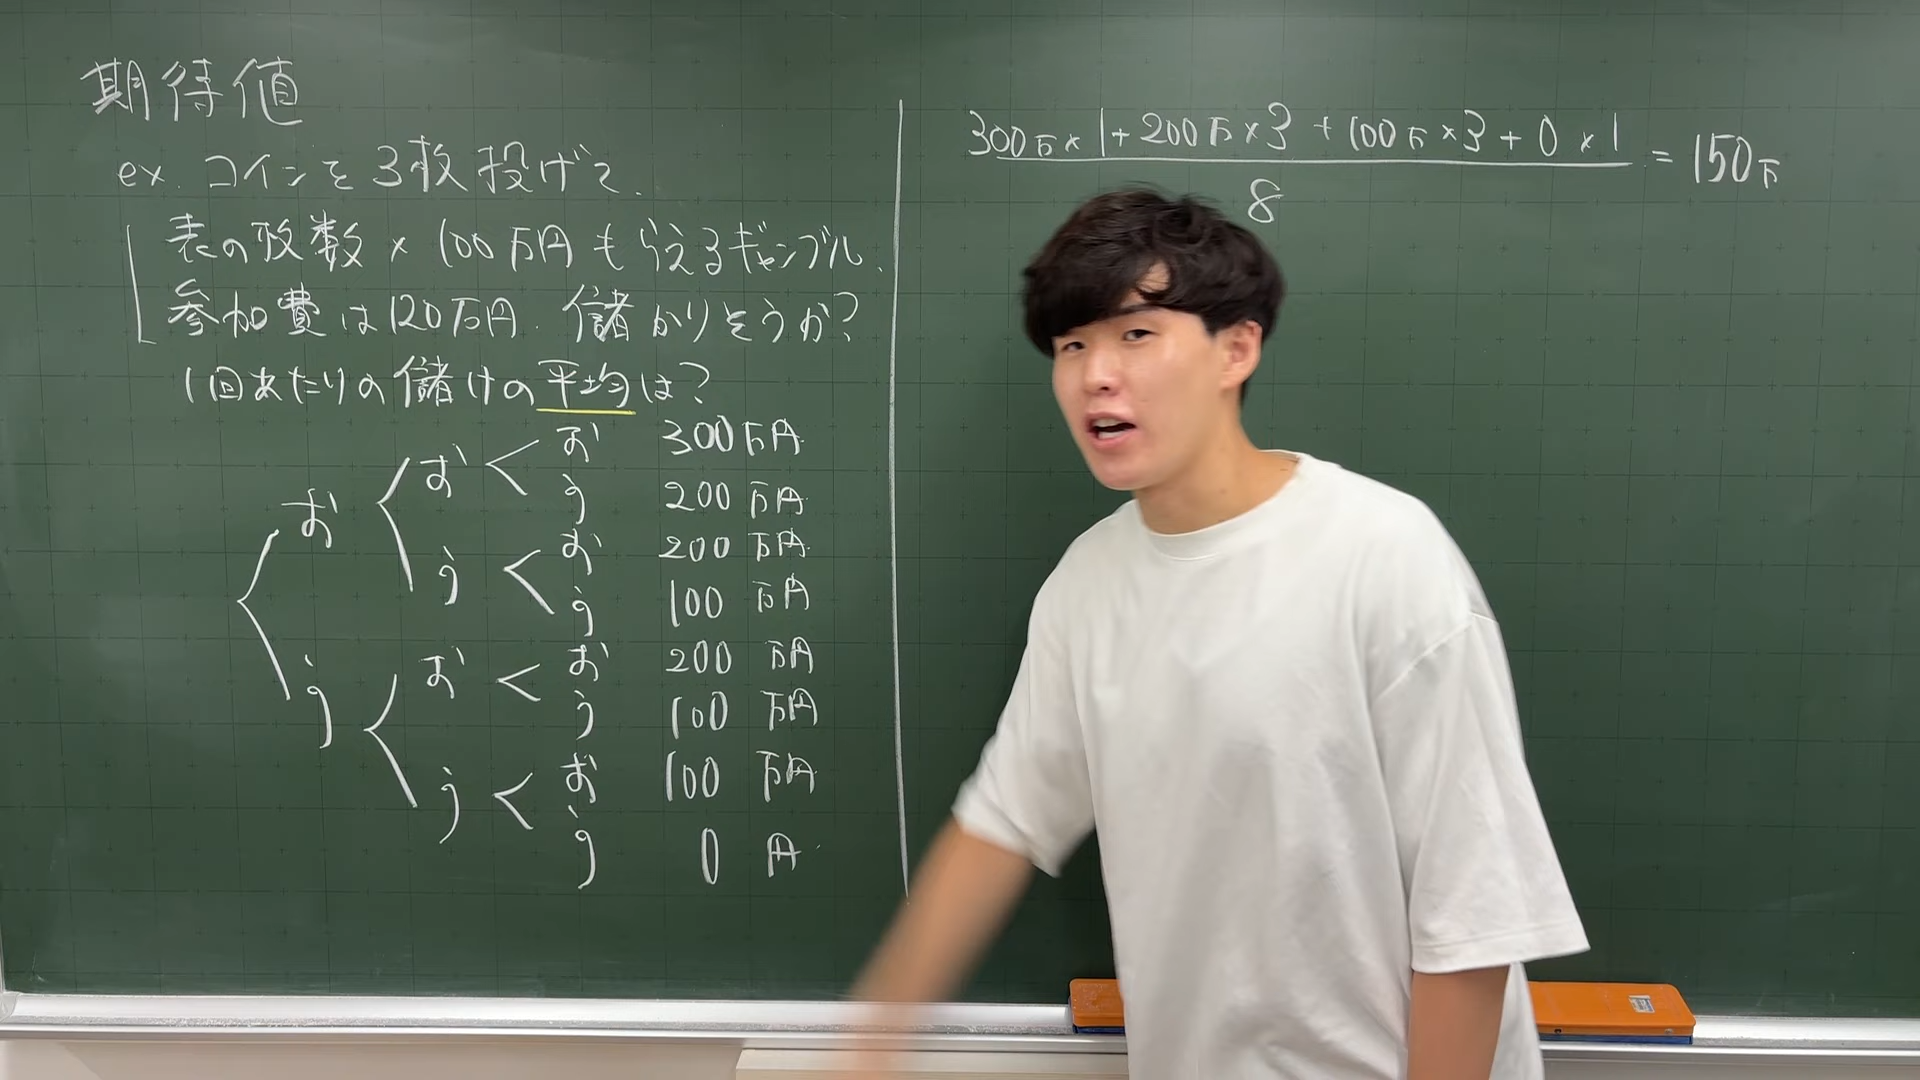 期待値
ex. コインを3枚投げて.
表の枚数 × 100万円もらえるギャンブル.
参加費は120万円. 儲かりそうか?
1回あたりの儲けの平均は?
お お お 300万円
う 200万円
う お 200万円
う 100万円
う お お 200万円
う 100万円
う お 100万円
う 0円
300万×1+200万×3+100万×3+0×1
8
=150万